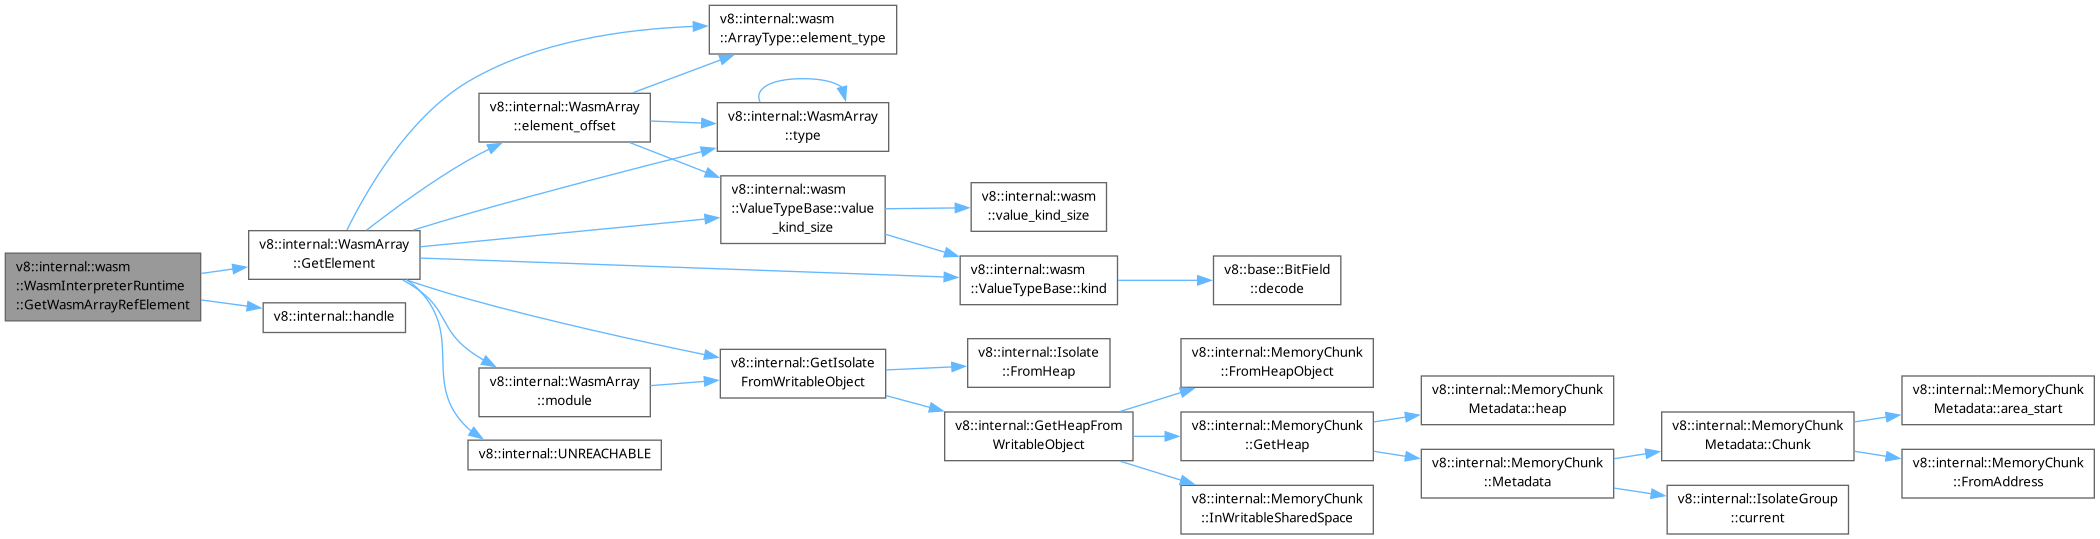 v8::internal::wasm
::WasmInterpreterRuntime
::GetWasmArrayRefElement
v8::internal::WasmArray
::GetElement
v8::internal::handle
v8::internal::WasmArray
::element_offset
v8::internal::WasmArray
::module
v8::internal::UNREACHABLE
v8::internal::wasm
::ArrayType::element_type
v8::internal::WasmArray
::type
v8::internal::wasm
::ValueTypeBase::value
_kind_size
v8::internal::GetIsolate
FromWritableObject
v8::internal::wasm
::value_kind_size
v8::internal::wasm
::ValueTypeBase::kind
v8::internal::Isolate
::FromHeap
v8::internal::GetHeapFrom
WritableObject
v8::base::BitField
::decode
v8::internal::MemoryChunk
::FromHeapObject
v8::internal::MemoryChunk
::GetHeap
v8::internal::MemoryChunk
::InWritableSharedSpace
v8::internal::MemoryChunk
Metadata::heap
v8::internal::MemoryChunk
::Metadata
v8::internal::MemoryChunk
Metadata::Chunk
v8::internal::IsolateGroup
::current
v8::internal::MemoryChunk
Metadata::area_start
v8::internal::MemoryChunk
::FromAddress